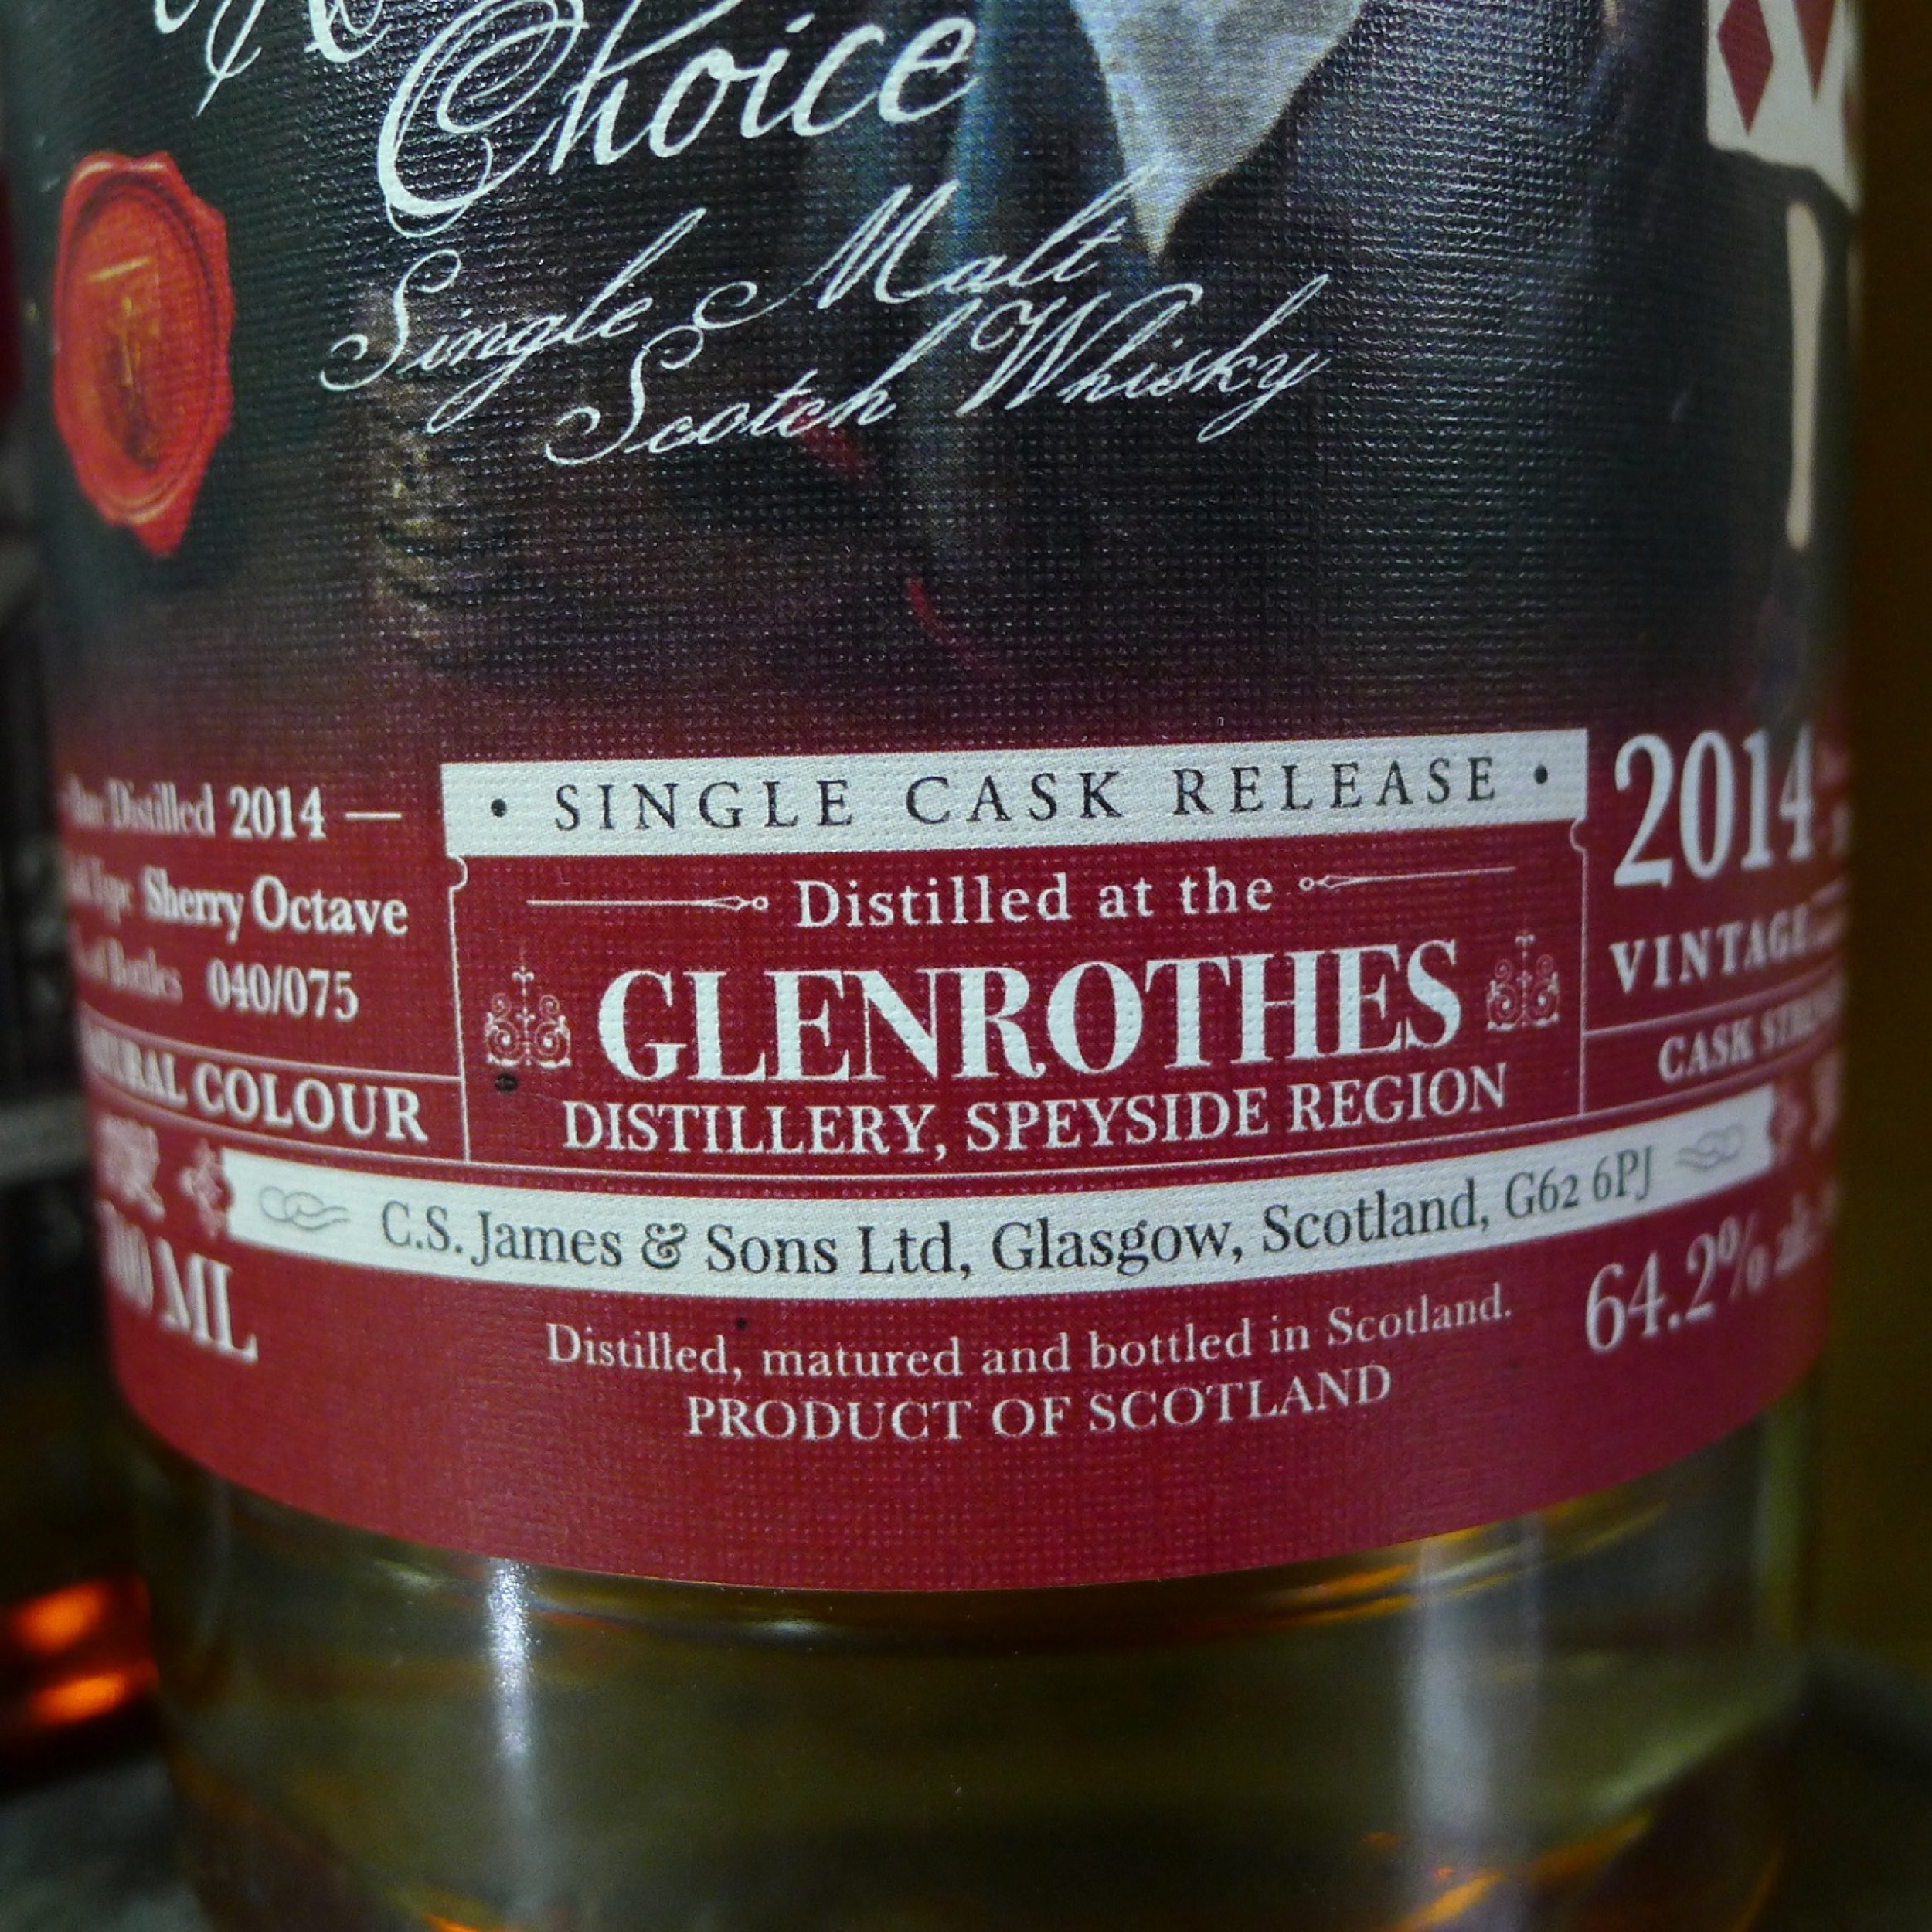 Choice
Single Malt
Scotch Whisky
Distilled 2014 —
Sherry Octave
Bottles 040/075
NATURAL COLOUR
ML
• SINGLE CASK RELEASE •
Distilled at the
GLENROTHES
DISTILLERY, SPEYSIDE REGION
2014
VINTAGE
CASK
C.S. James & Sons Ltd, Glasgow, Scotland, G62 6PJ
64.2%
Distilled, matured and bottled in Scotland.
PRODUCT OF SCOTLAND